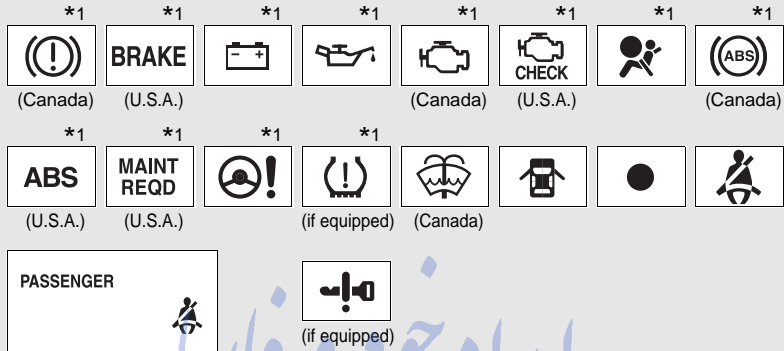 *1 *1 *1 *1 *1 *1 *1 *1
(!) BRAKE - + CHECK (ABS)
(Canada) (U.S.A.) (Canada) (U.S.A.) (Canada)
*1 *1 *1 *1
ABS MAINT REQD ! (!)
(U.S.A.) (U.S.A.) (if equipped) (Canada)
PASSENGER
(if equipped)